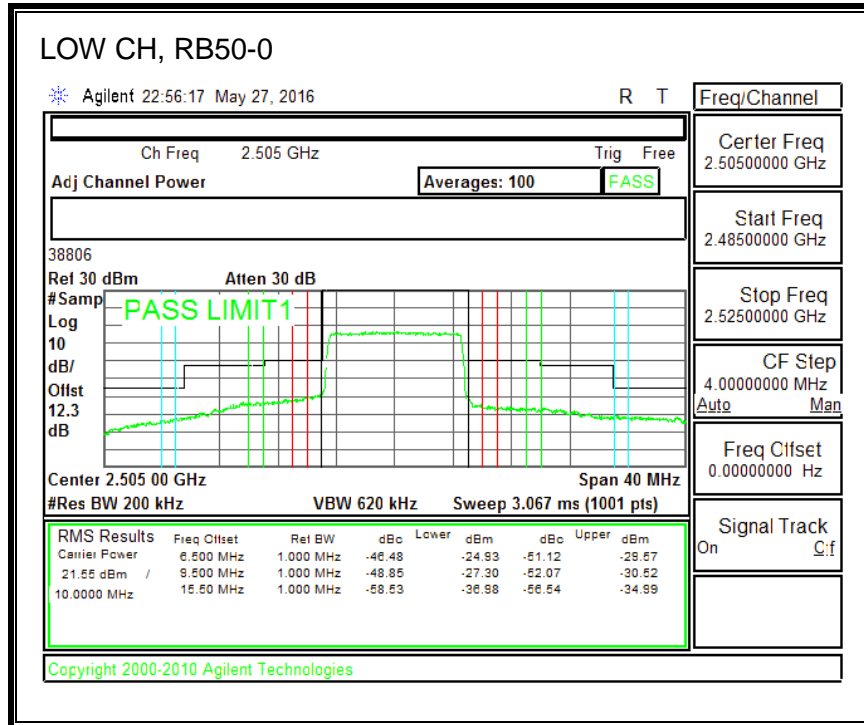 LOW CH, RB50-0
Agilent 22:56:17 May 27, 2016 R T
Freq/Channel
Ch Freq 2.505 GHz Trig Free
Adj Channel Power Averages: 100 PASS
Center Freq
2.50500000 GHz
Start Freq
2.48500000 GHz
Stop Freq
2.52500000 GHz
CF Step
4.00000000 MHz
Auto Man
Freq Offset
0.00000000 Hz
Signal Track
On Off
38806
Ref 30 dBm Atten 30 dB
#Samp
Log
10
dB/
Offst
12.3
dB
PASS LIMIT1
Center 2.505 00 GHz Span 40 MHz
#Res BW 200 kHz VBW 620 kHz Sweep 3.067 ms (1001 pts)
RMS Results Freq Offset Ref BW dBc Lower dBm dBc Upper dBm
Carrier Power 6.500 MHz 1.000 MHz -46.48 -24.93 -51.12 -29.57
21.55 dBm / 9.500 MHz 1.000 MHz -48.85 -27.30 -52.07 -30.52
10.0000 MHz 15.50 MHz 1.000 MHz -58.53 -36.98 -56.54 -34.99
Copyright 2000-2010 Agilent Technologies